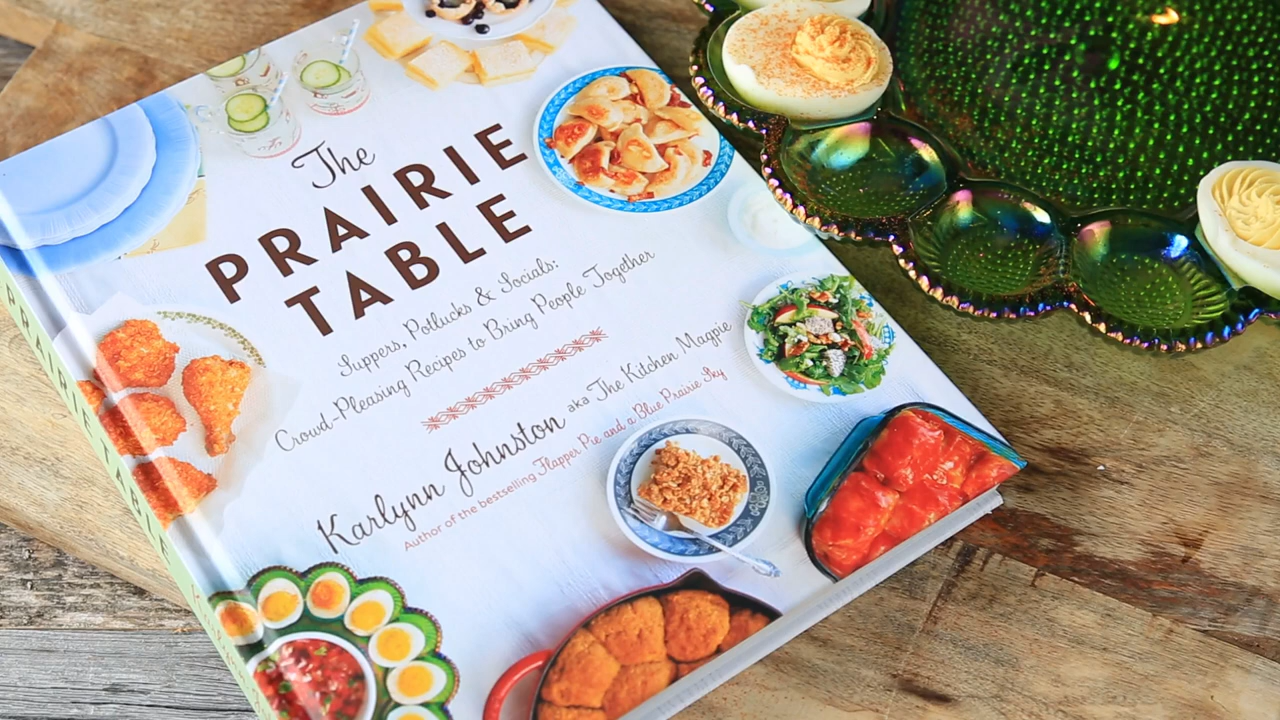 The
PRAIRIE
TABLE
Suppers, Potlucks & Socials:
Crowd-Pleasing Recipes to Bring People Together
Karlynn Johnston aka The Kitchen Magpie
Author of the bestselling Flapper Pie and a Blue Prairie Sky
PRAIRIE TABLE